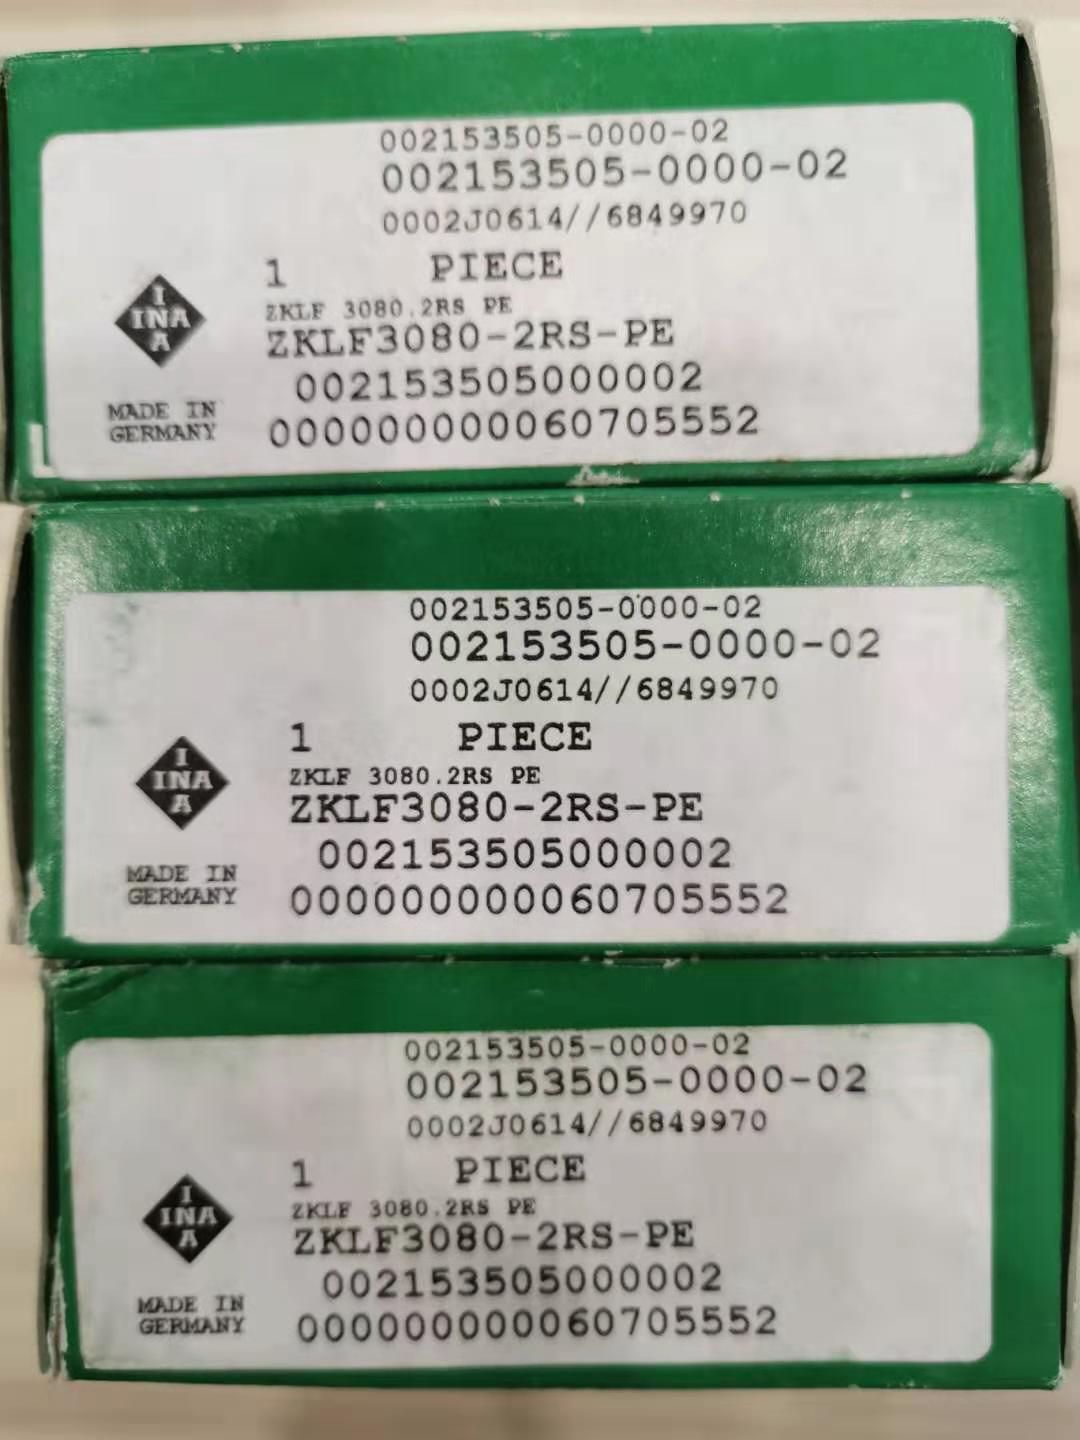 002153505-0000-02
002153505-0000-02
0002J0614//6849970
1 PIECE
ZKLF 3080.2RS PE
ZKLF3080-2RS-PE
002153505000002
000000000060705552
I
INA
A
MADE IN
GERMANY
002153505-0000-02
002153505-0000-02
0002J0614//6849970
1 PIECE
ZKLF 3080.2RS PE
ZKLF3080-2RS-PE
002153505000002
000000000060705552
I
INA
A
MADE IN
GERMANY
002153505-0000-02
002153505-0000-02
0002J0614//6849970
1 PIECE
ZKLF 3080.2RS PE
ZKLF3080-2RS-PE
002153505000002
000000000060705552
I
INA
A
MADE IN
GERMANY